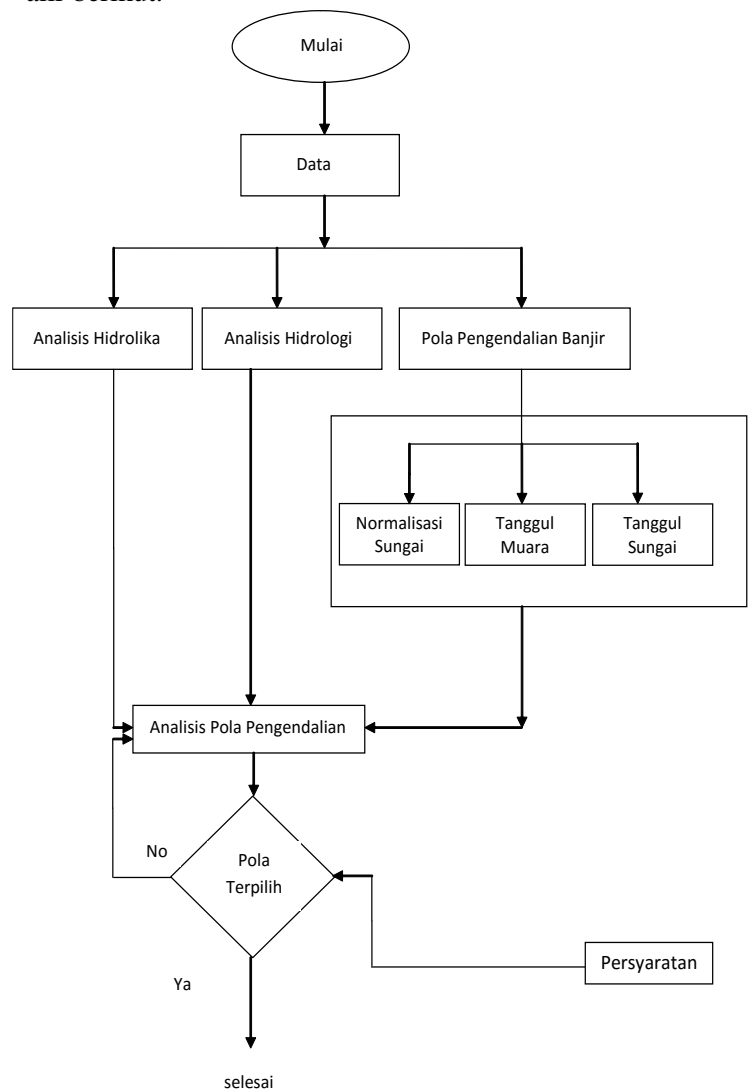 Mulai
Data
Analisis Hidrolika
Analisis Hidrologi
Pola Pengendalian Banjir
Normalisasi
Sungai
Tanggul
Muara
Tanggul
Sungai
Analisis Pola Pengendalian
No
Pola
Terpilih
Persyaratan
Ya
selesai